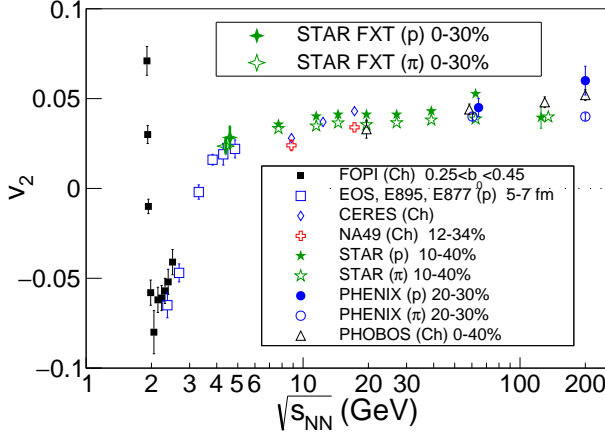 STAR FXT (p) 0-30%
STAR FXT (π) 0-30%
0.1
0.05
0
−0.05
−0.1
v2
FOPI (Ch) 0.25<b0<0.45
EOS, E895, E877 (p) 5-7 fm
CERES (Ch)
NA49 (Ch) 12-34%
STAR (p) 10-40%
STAR (π) 10-40%
PHENIX (p) 20-30%
PHENIX (π) 20-30%
PHOBOS (Ch) 0-40%
1 2 3 4 5 6 10 20 30 100 200
√sNN (GeV)